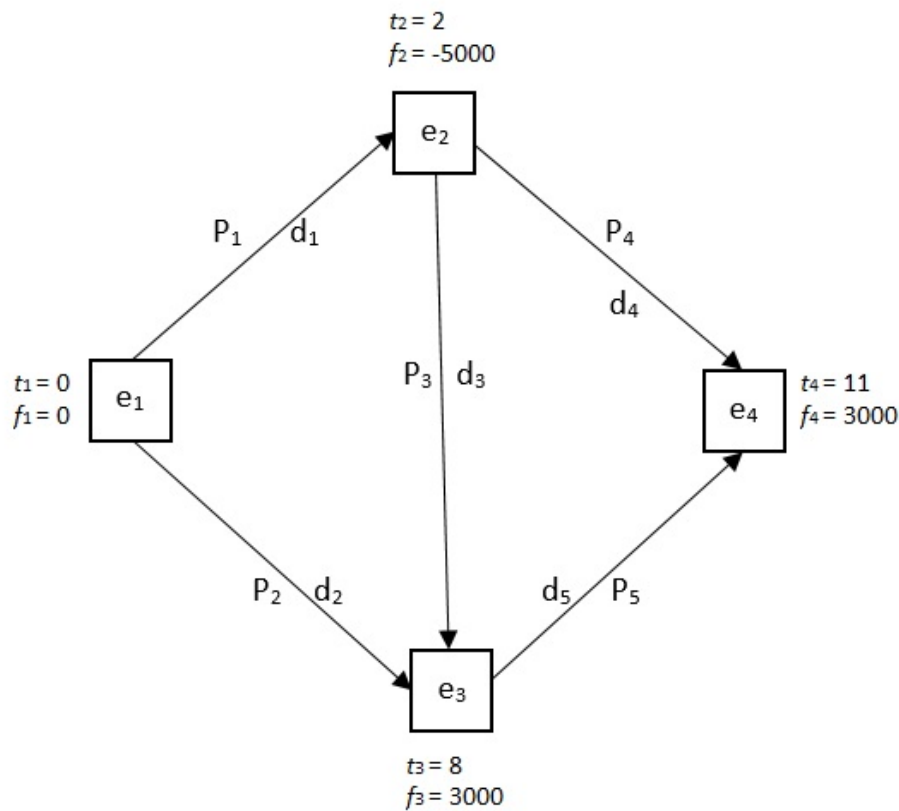 t₂ = 2
f₂ = -5000
e₂
P₁ d₁
P₄
d₄
P₃ d₃
t₁ = 0
f₁ = 0
e₁
e₄
t₄ = 11
f₄ = 3000
P₂ d₂
d₅ P₅
e₃
t₃ = 8
f₃ = 3000